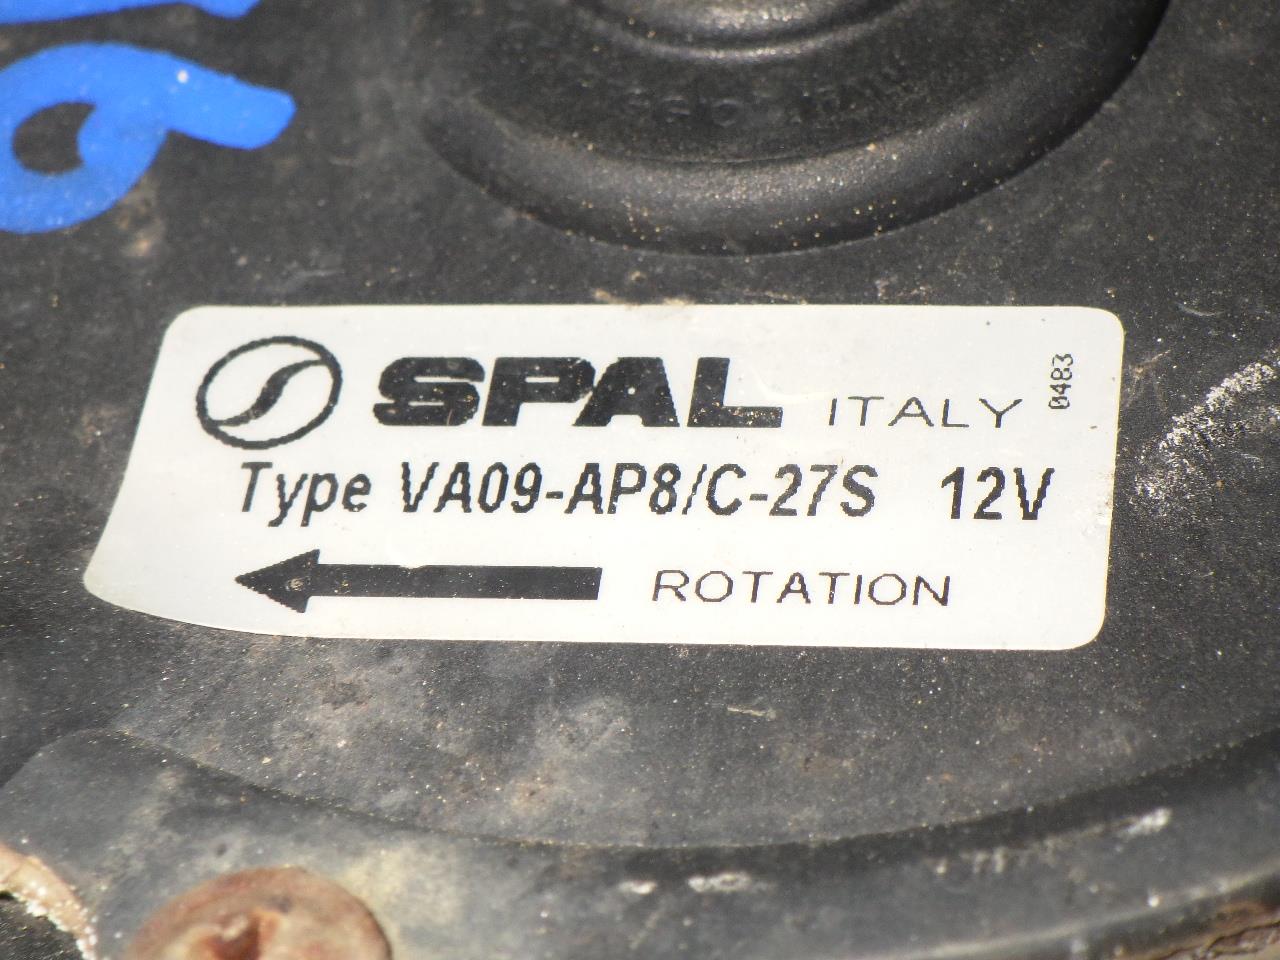 SPAL ITALY 0483
Type VA09-AP8/C-27S 12V
ROTATION